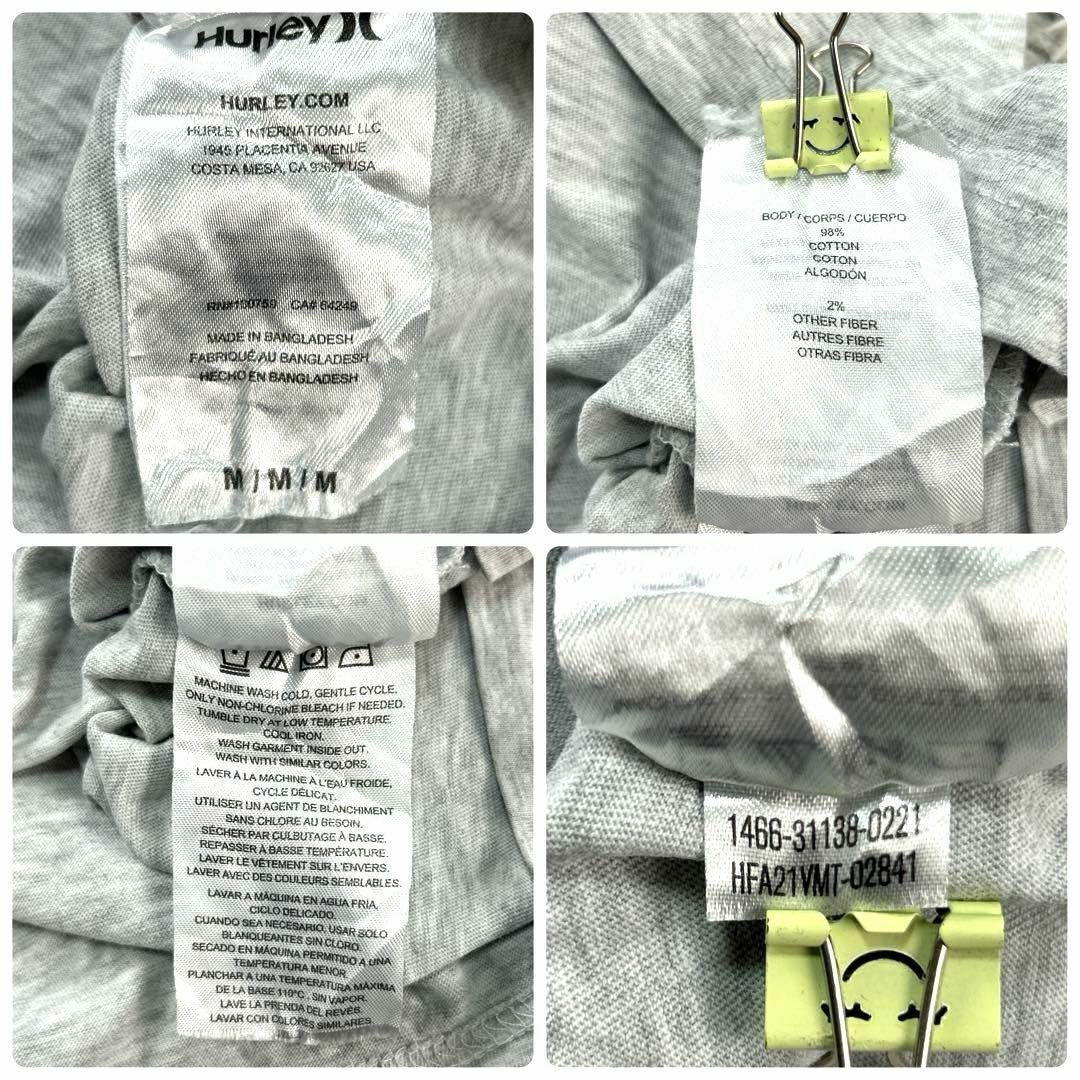 Hurley
HURLEY.COM
HURLEY INTERNATIONAL LLC
1945 PLACENTIA AVENUE
COSTA MESA, CA 92627 USA
RN#100759 CA# 64249
MADE IN BANGLADESH
FABRIQUÉ AU BANGLADESH
HECHO EN BANGLADESH
M / M / M
BODY / CORPS / CUERPO
98%
COTTON
COTON
ALGODÓN
2%
OTHER FIBER
AUTRES FIBRE
OTRAS FIBRA
MACHINE WASH COLD, GENTLE CYCLE.
ONLY NON-CHLORINE BLEACH IF NEEDED.
TUMBLE DRY AT LOW TEMPERATURE.
COOL IRON.
WASH GARMENT INSIDE OUT.
WASH WITH SIMILAR COLORS.
LAVER À LA MACHINE À L'EAU FROIDE,
CYCLE DÉLICAT.
UTILISER UN AGENT DE BLANCHIMENT
SANS CHLORE AU BESOIN.
SÉCHER PAR CULBUTAGE À BASSE.
REPASSER À BASSE TEMPÉRATURE.
LAVER LE VÊTEMENT SUR L'ENVERS.
LAVER AVEC DES COULEURS SEMBLABLES.
LAVAR A MÁQUINA EN AGUA FRIA,
CICLO DELICADO.
CUANDO SEA NECESARIO, USAR SOLO
BLANQUEANTES SIN CLORO.
SECADO EN MÁQUINA PERMITIDO A UNA
TEMPERATURA MENOR.
PLANCHAR A UNA TEMPERATURA MÁXIMA
DE LA BASE 110°C, SIN VAPOR.
LAVE LA PRENDA DEL REVÉS.
LAVAR CON COLORES SIMILARES.
1466-31138-0221
HFA21VMT-02841